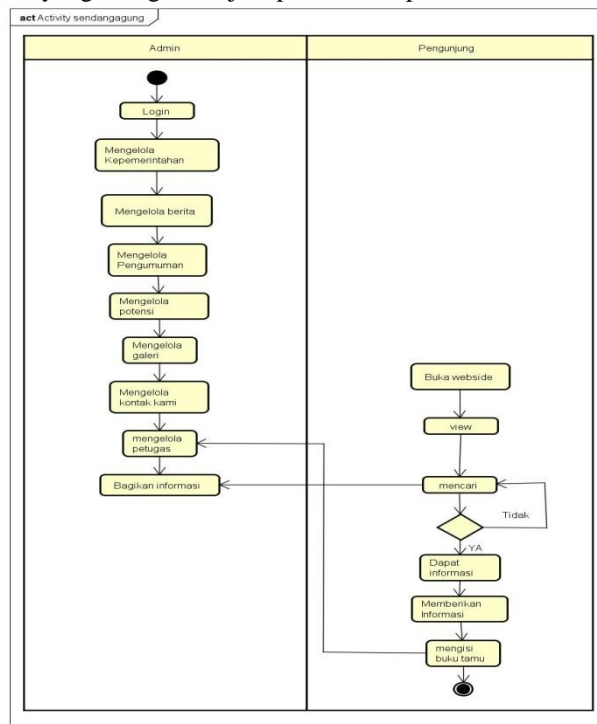 act Activity sendangagung
Admin
Pengunjung
Login
Mengelola
Kepemerintahan
Mengelola berita
Mengelola
Pengumuman
Mengelola
potensi
Mengelola
galeri
Mengelola
kontak kami
mengelola
petugas
Bagikan informasi
Buka webside
view
mencari
Tidak
YA
Dapat
informasi
Memberikan
Informasi
mengisi
buku tamu